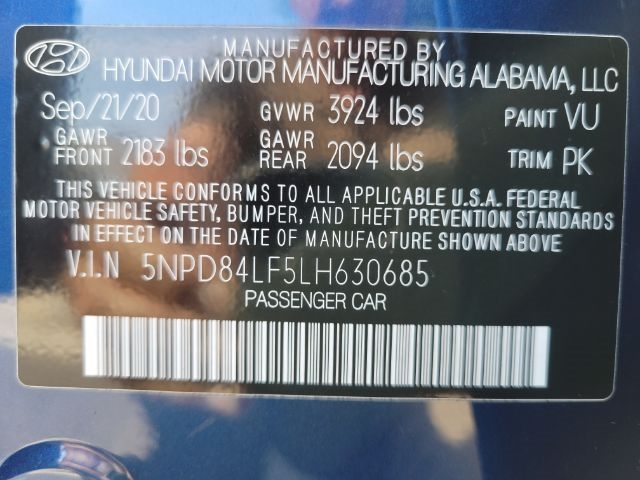 MANUFACTURED BY
HYUNDAI MOTOR MANUFACTURING ALABAMA, LLC
Sep/21/20 GVWR 3924 lbs PAINT VU
GAWR FRONT 2183 lbs GAWR REAR 2094 lbs TRIM PK
THIS VEHICLE CONFORMS TO ALL APPLICABLE U.S.A. FEDERAL
MOTOR VEHICLE SAFETY, BUMPER, AND THEFT PREVENTION STANDARDS
IN EFFECT ON THE DATE OF MANUFACTURE SHOWN ABOVE
V.I.N 5NPD84LF5LH630685
PASSENGER CAR